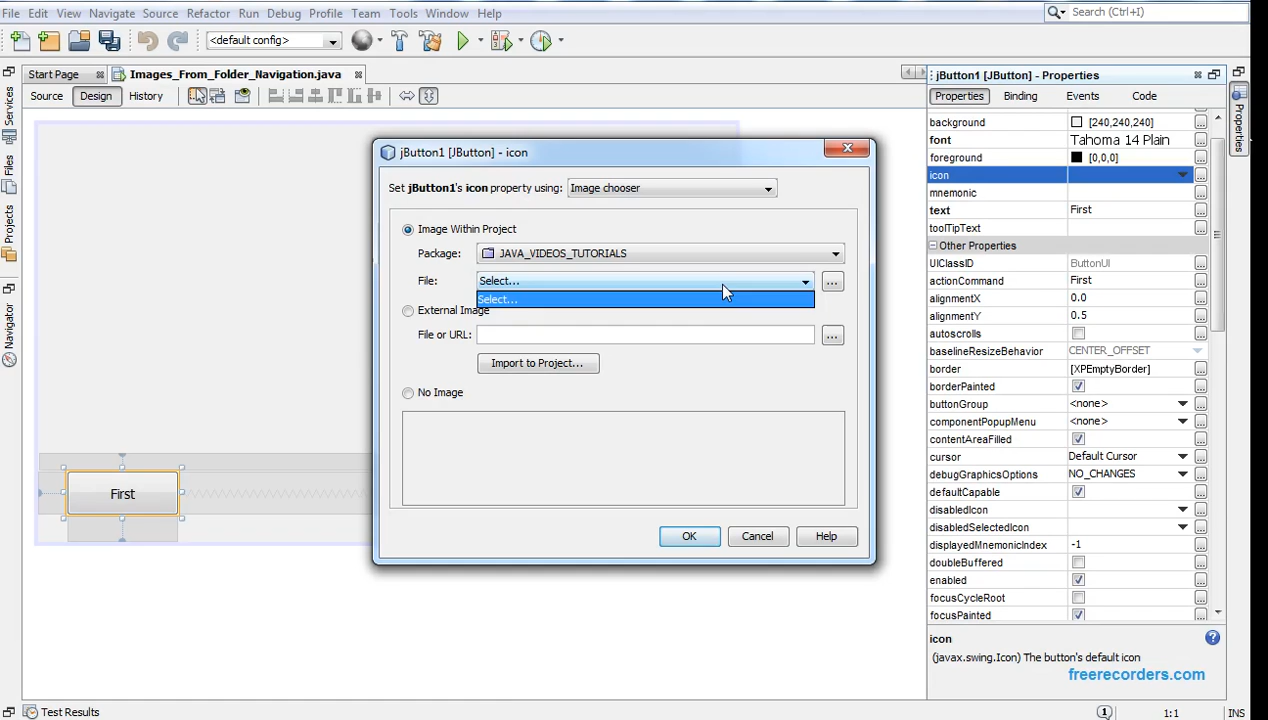 File Edit View Navigate Source Refactor Run Debug Profile Team Tools Window Help
Search (Ctrl+I)
<default config>
Start Page
Images_From_Folder_Navigation.java
Source Design History
Services
Files
Projects
Navigator
First
jButton1 [JButton] - icon
Set jButton1's icon property using: Image chooser
Image Within Project
Package: JAVA_VIDEOS_TUTORIALS
File: Select...
Select...
External Image
File or URL:
Import to Project...
No Image
OK Cancel Help
jButton1 [JButton] - Properties
Properties Binding Events Code
background [240,240,240]
font Tahoma 14 Plain
foreground [0,0,0]
icon
mnemonic
text First
toolTipText
Other Properties
UIClassID ButtonUI
actionCommand First
alignmentX 0.0
alignmentY 0.5
autoscrolls
baselineResizeBehavior CENTER_OFFSET
border [XPEmptyBorder]
borderPainted
buttonGroup <none>
componentPopupMenu <none>
contentAreaFilled
cursor Default Cursor
debugGraphicsOptions NO_CHANGES
defaultCapable
disabledIcon
disabledSelectedIcon
displayedMnemonicIndex -1
doubleBuffered
enabled
focusCycleRoot
focusPainted
icon
(javax.swing.Icon) The button's default icon
freerecorders.com
Properties
Test Results
1 1:1 INS